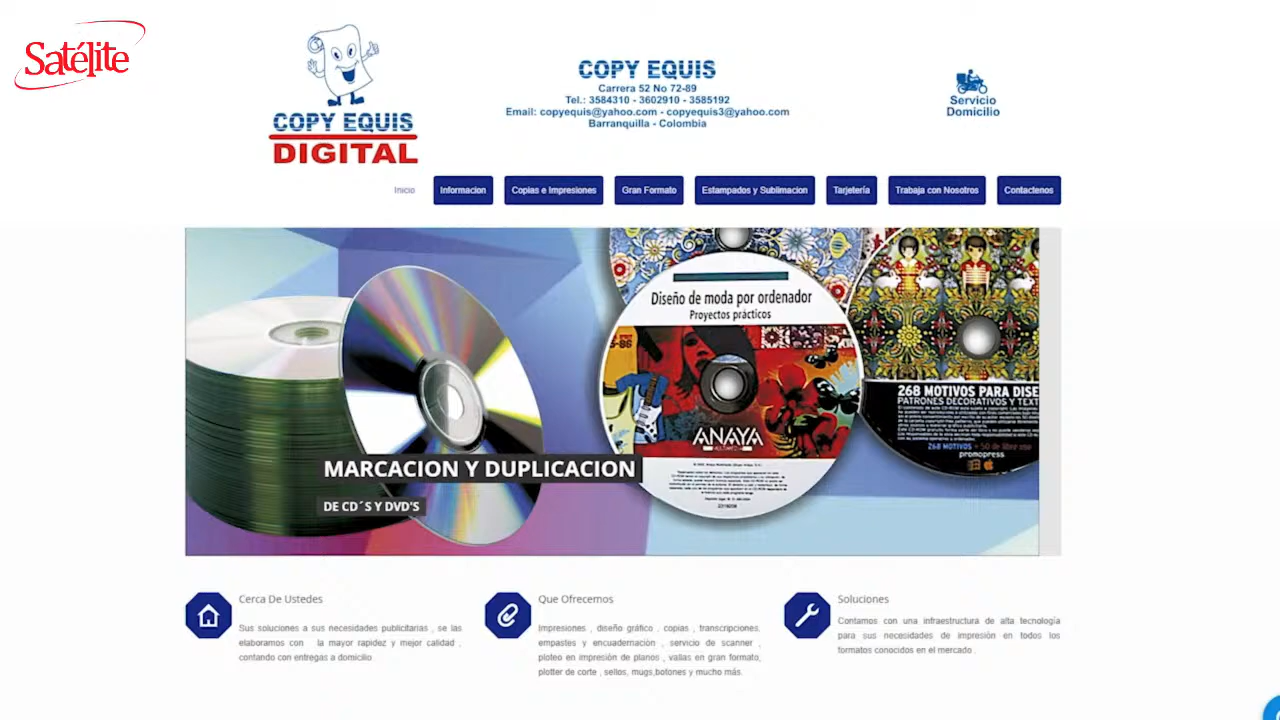 Satélite
COPY EQUIS
DIGITAL
COPY EQUIS
Carrera 52 No 72-89
Tel.: 3584310 - 3602910 - 3585192
Email: copyequis@yahoo.com - copyequis3@yahoo.com
Barranquilla - Colombia
Servicio
Domicilio
Inicio
Informacion
Copias e Impresiones
Gran Formato
Estampados y Sublimacion
Tarjetería
Trabaja con Nosotros
Contactenos
Diseño de moda por ordenador
Proyectos prácticos
ANAYA
MULTIMEDIA
268 MOTIVOS PARA DISE
PATRONES DECORATIVOS Y TEXT
268 MOTIVOS
promopress
MARCACION Y DUPLICACION
DE CD´S Y DVD'S
Cerca De Ustedes
Sus soluciones a sus necesidades publicitarias , se las
elaboramos con la mayor rapidez y mejor calidad ,
contando con entregas a domicilio
Que Ofrecemos
Impresiones , diseño gráfico , copias , transcripciones,
empastes y encuadernación , servicio de scanner ,
ploteo en impresión de planos , vallas en gran formato,
plotter de corte , sellos, mugs,botones y mucho más.
Soluciones
Contamos con una infraestructura de alta tecnología
para sus necesidades de impresión en todos los
formatos conocidos en el mercado .